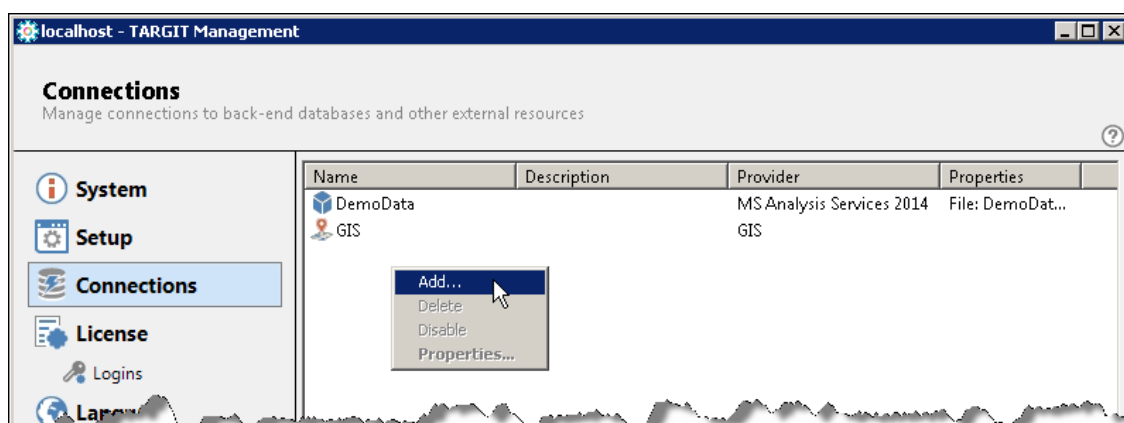 localhost - TARGIT Management
Connections
Manage connections to back-end databases and other external resources
System
Setup
Connections
License
Logins
Name Description Provider Properties
DemoData MS Analysis Services 2014 File: DemoDat...
GIS GIS
Add...
Delete
Disable
Properties...